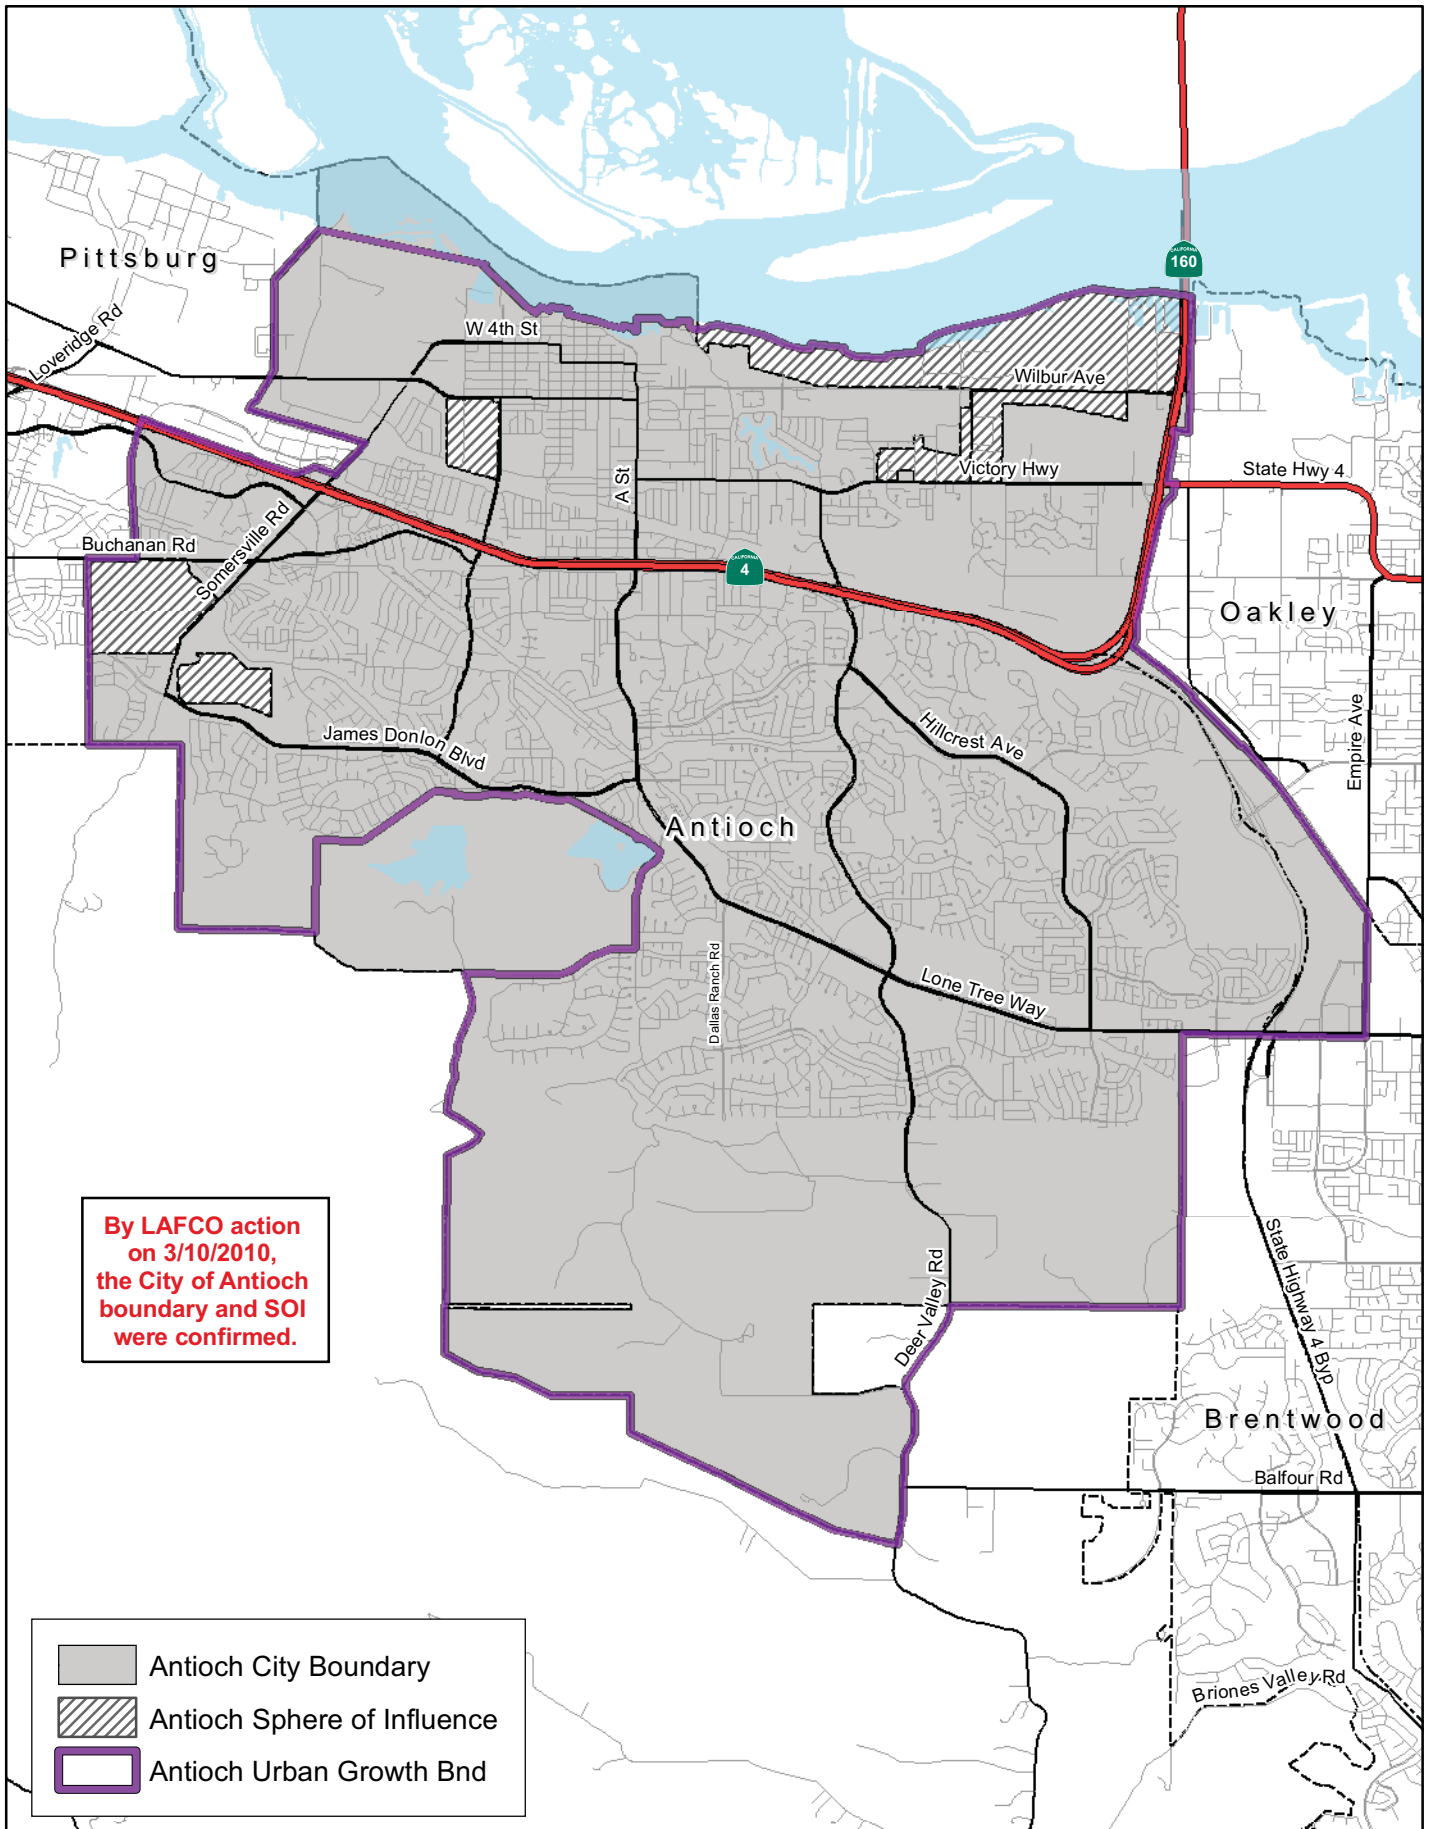 CALIFORNIA
160
Pittsburg
Loveridge Rd
W 4th St
Wilbur Ave
A St
Victory Hwy
State Hwy 4
Somersville Rd
Buchanan Rd
CALIFORNIA
4
Oakley
Empire Ave
Hillcrest Ave
James Donlon Blvd
Antioch
Dallas Ranch Rd
Lone Tree Way
By LAFCO action
on 3/10/2010,
the City of Antioch
boundary and SOI
were confirmed.
Deer Valley Rd
State Highway 4 Byp
Brentwood
Balfour Rd
Briones Valley Rd
Antioch City Boundary
Antioch Sphere of Influence
Antioch Urban Growth Bnd